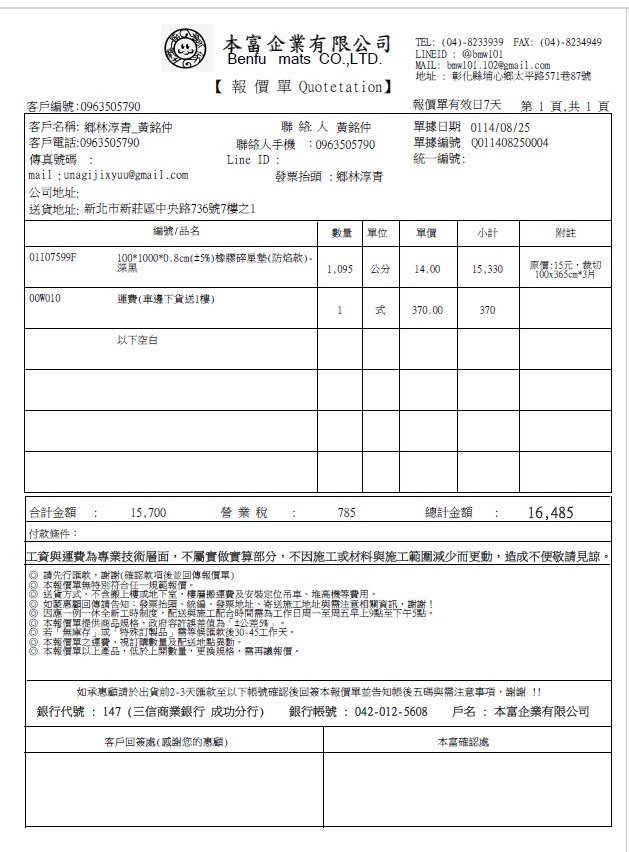 本富企業有限公司
Benfu mats CO.,LTD.
【 報 價 單 Quotetation】
TEL: (04)-8233939 FAX: (04)-8234949
LINEID : @bmw101
MAIL: bmw101.102@gmail.com
地址 : 彰化縣埔心鄉太平路571巷87號
客戶編號:0963505790
報價單有效日7天 第 1 頁,共 1 頁
客戶名稱: 鄉林淳青_黃銘仲 聯 絡 人 黃銘仲 單據日期 0114/08/25
客戶電話:0963505790 聯絡人手機 :0963505790 單據編號 Q011408250004
傳真號碼 : Line ID : 統一編號:
mail :unagijixyuu@gmail.com 發票抬頭 :鄉林淳青
公司地址:
送貨地址: 新北市新莊區中央路736號7樓之1
編號/品名 數量 單位 單價 小計 附註
01I07599F 100*1000*0.8cm(±5%)橡膠碎星墊(防焰款)-深黑 1,095 公分 14.00 15,330 原價:15元，裁切100x365cm*3片
00W010 運費(車邊下貨送1樓) 1 式 370.00 370
以下空白
合計金額 : 15,700 營 業 稅 : 785 總計金額 : 16,485
付款條件:
工資與運費為專業技術層面，不屬實做實算部分，不因施工或材料與施工範圍減少而更動，造成不便敬請見諒。
◎ 請先行匯款，謝謝(確認款項後並回傳報價單)
◎ 本報價單無特別符合任一規範報價。
◎ 送貨方式，不含搬上樓或地下室，樓層搬運費及安裝定位吊車、堆高機等費用。
◎ 如蒙惠顧回傳請告知：發票抬頭、統編、發票地址、寄送施工地址與需注意相關資訊，謝謝！
◎ 因應一例一休全新工時制度，配送與施工配合時間需為工作日周一至周五早上9點至下午5點。
◎ 本報價單提供商品規格，政府容許誤差值為「±公差5%」。
◎ 若「無庫存」或「特殊訂製品」需等候匯款後30-45工作天。
◎ 本報價單之運費，視訂購數量及配送地點異動。
◎ 本報價單以上產品，低於上開數量，更換規格，需再議報價。
如承惠顧請於出貨前2-3天匯款至以下帳號確認後回簽本報價單並告知帳後五碼與需注意事項，謝謝 !!
銀行代號 : 147 (三信商業銀行 成功分行) 銀行帳號 : 042-012-5608 戶名 : 本富企業有限公司
客戶回簽處(感謝您的惠顧) 本富確認處